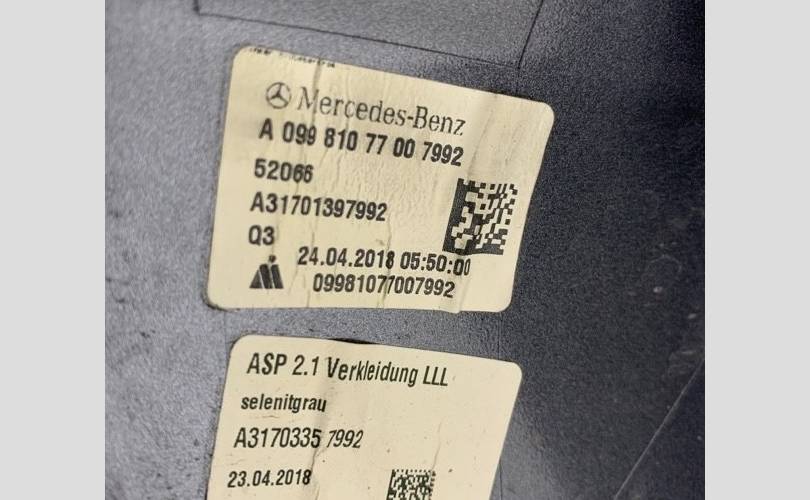 Mercedes-Benz
A 099 810 77 00 7992
52066
A31701397992
Q3
24.04.2018 05:50:00
09981077007992
ASP 2.1 Verkleidung LLL
selenitgrau
A3170335 7992
23.04.2018